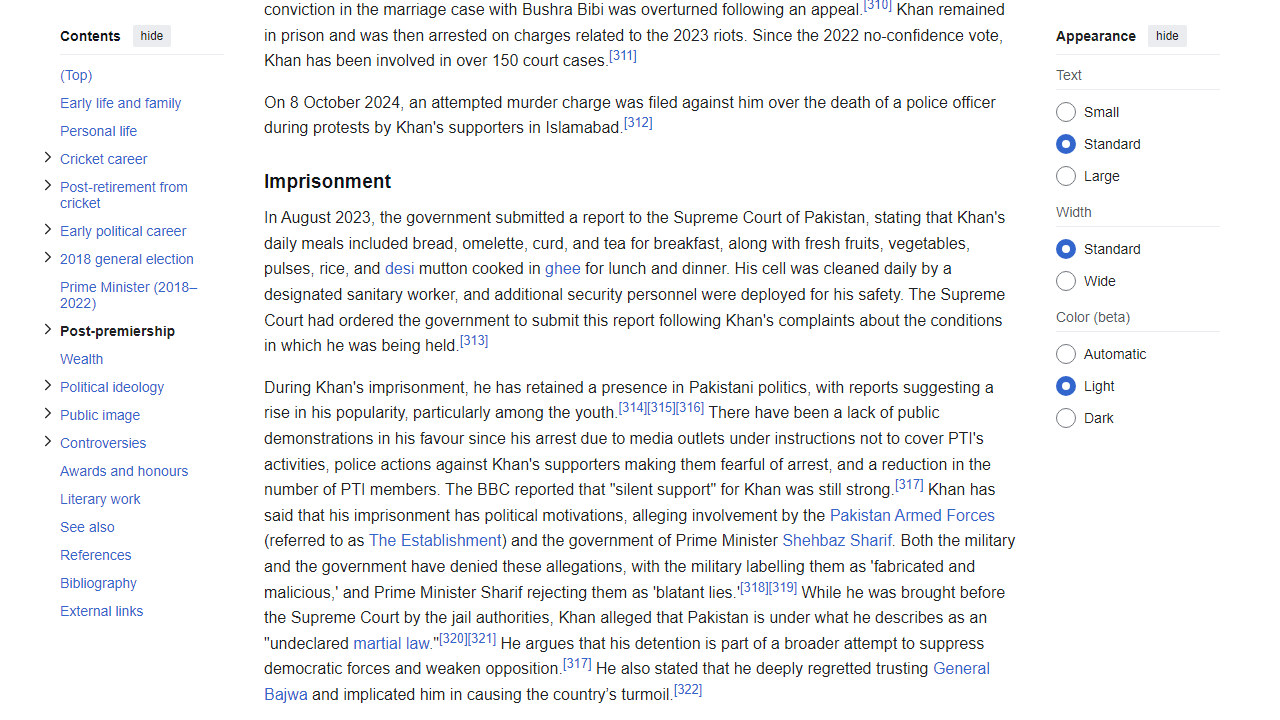 Contents hide
(Top)
Early life and family
Personal life
Cricket career
Post-retirement from
cricket
Early political career
2018 general election
Prime Minister (2018–
2022)
Post-premiership
Wealth
Political ideology
Public image
Controversies
Awards and honours
Literary work
See also
References
Bibliography
External links
conviction in the marriage case with Bushra Bibi was overturned following an appeal.[310] Khan remained
in prison and was then arrested on charges related to the 2023 riots. Since the 2022 no-confidence vote,
Khan has been involved in over 150 court cases.[311]
On 8 October 2024, an attempted murder charge was filed against him over the death of a police officer
during protests by Khan's supporters in Islamabad.[312]
Imprisonment
In August 2023, the government submitted a report to the Supreme Court of Pakistan, stating that Khan's
daily meals included bread, omelette, curd, and tea for breakfast, along with fresh fruits, vegetables,
pulses, rice, and desi mutton cooked in ghee for lunch and dinner. His cell was cleaned daily by a
designated sanitary worker, and additional security personnel were deployed for his safety. The Supreme
Court had ordered the government to submit this report following Khan's complaints about the conditions
in which he was being held.[313]
During Khan's imprisonment, he has retained a presence in Pakistani politics, with reports suggesting a
rise in his popularity, particularly among the youth.[314][315][316] There have been a lack of public
demonstrations in his favour since his arrest due to media outlets under instructions not to cover PTI's
activities, police actions against Khan's supporters making them fearful of arrest, and a reduction in the
number of PTI members. The BBC reported that "silent support" for Khan was still strong.[317] Khan has
said that his imprisonment has political motivations, alleging involvement by the Pakistan Armed Forces
(referred to as The Establishment) and the government of Prime Minister Shehbaz Sharif. Both the military
and the government have denied these allegations, with the military labelling them as 'fabricated and
malicious,' and Prime Minister Sharif rejecting them as 'blatant lies.'[318][319] While he was brought before
the Supreme Court by the jail authorities, Khan alleged that Pakistan is under what he describes as an
"undeclared martial law."[320][321] He argues that his detention is part of a broader attempt to suppress
democratic forces and weaken opposition.[317] He also stated that he deeply regretted trusting General
Bajwa and implicated him in causing the country’s turmoil.[322]
Appearance hide
Text
Small
Standard
Large
Width
Standard
Wide
Color (beta)
Automatic
Light
Dark